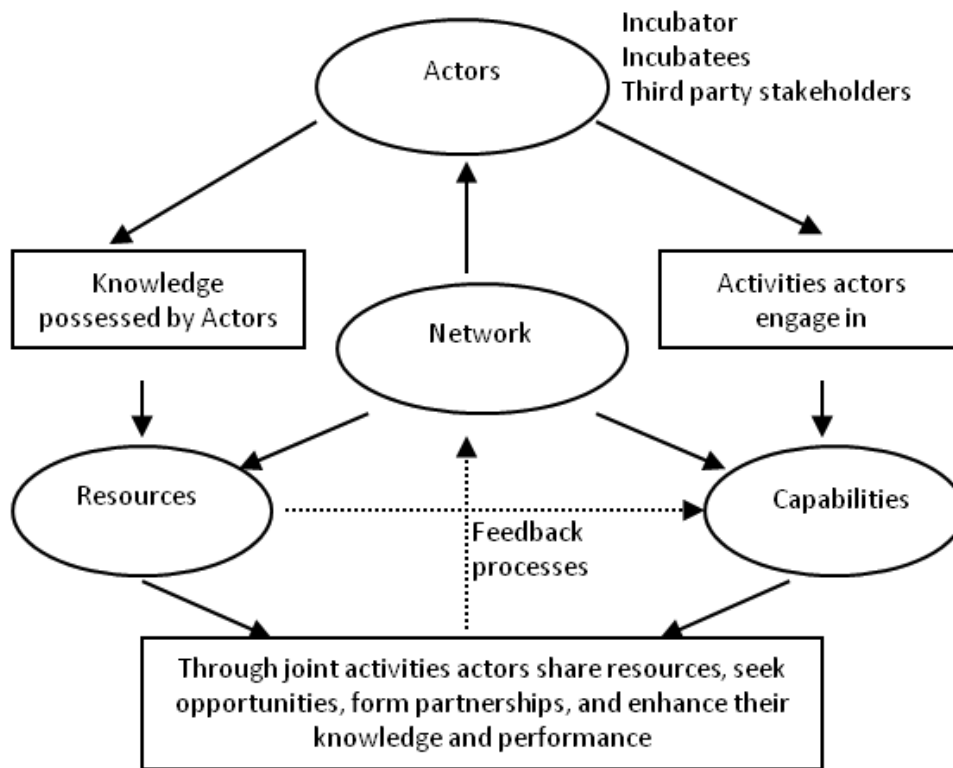 Incubator
Incubatees
Third party stakeholders
Actors
Knowledge
possessed by Actors
Activities actors
engage in
Network
Resources
Capabilities
Feedback
processes
Through joint activities actors share resources, seek
opportunities, form partnerships, and enhance their
knowledge and performance